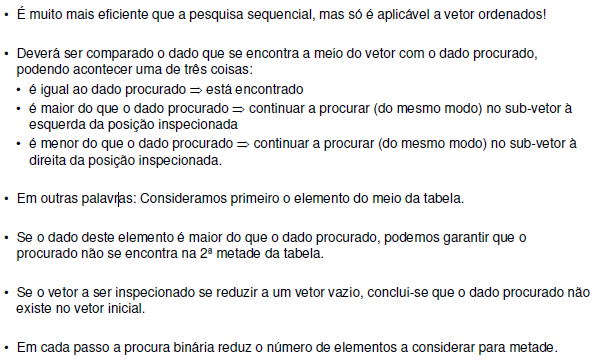 • É muito mais eficiente que a pesquisa sequencial, mas só é aplicável a vetor ordenados!
• Deverá ser comparado o dado que se encontra a meio do vetor com o dado procurado,
podendo acontecer uma de três coisas:
• é igual ao dado procurado ⇒ está encontrado
• é maior do que o dado procurado ⇒ continuar a procurar (do mesmo modo) no sub-vetor à
esquerda da posição inspecionada
• é menor do que o dado procurado ⇒ continuar a procurar (do mesmo modo) no sub-vetor à
direita da posição inspecionada.
• Em outras palavras: Consideramos primeiro o elemento do meio da tabela.
• Se o dado deste elemento é maior do que o dado procurado, podemos garantir que o
procurado não se encontra na 2ª metade da tabela.
• Se o vetor a ser inspecionado se reduzir a um vetor vazio, conclui-se que o dado procurado não
existe no vetor inicial.
• Em cada passo a procura binária reduz o número de elementos a considerar para metade.